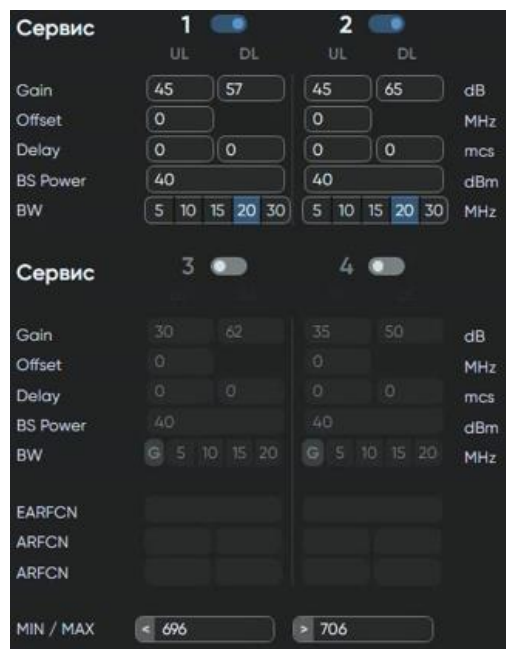 Сервис 1 2
UL DL UL DL
Gain 45 57 45 65 dB
Offset 0 0 MHz
Delay 0 0 0 0 mcs
BS Power 40 40 dBm
BW 5 10 15 20 30 5 10 15 20 30 MHz
Сервис 3 4
Gain 30 62 35 50 dB
Offset 0 0 MHz
Delay 0 0 0 0 mcs
BS Power 40 40 dBm
BW G 5 10 15 20 G 5 10 15 20 MHz
EARFCN
ARFCN
ARFCN
MIN / MAX < 696 > 706